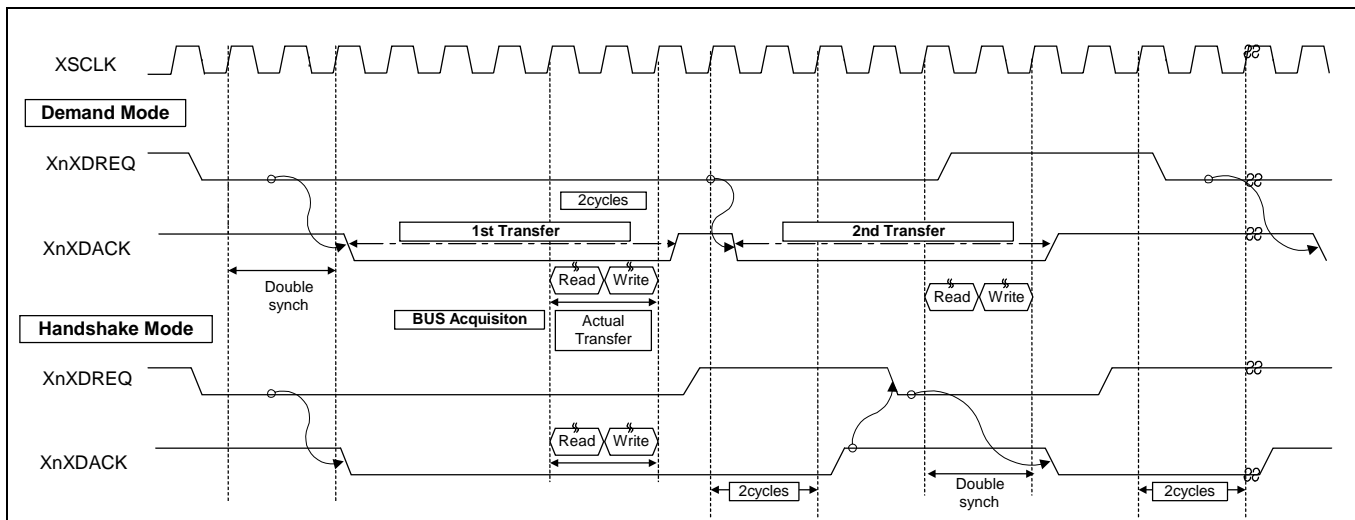 XSCLK
Demand Mode
XnXDREQ
2cycles
XnXDACK
1st Transfer
2nd Transfer
Double
synch
Read
Write
Read
Write
BUS Acquisiton
Actual
Transfer
Handshake Mode
XnXDREQ
Read
Write
XnXDACK
2cycles
Double
synch
2cycles